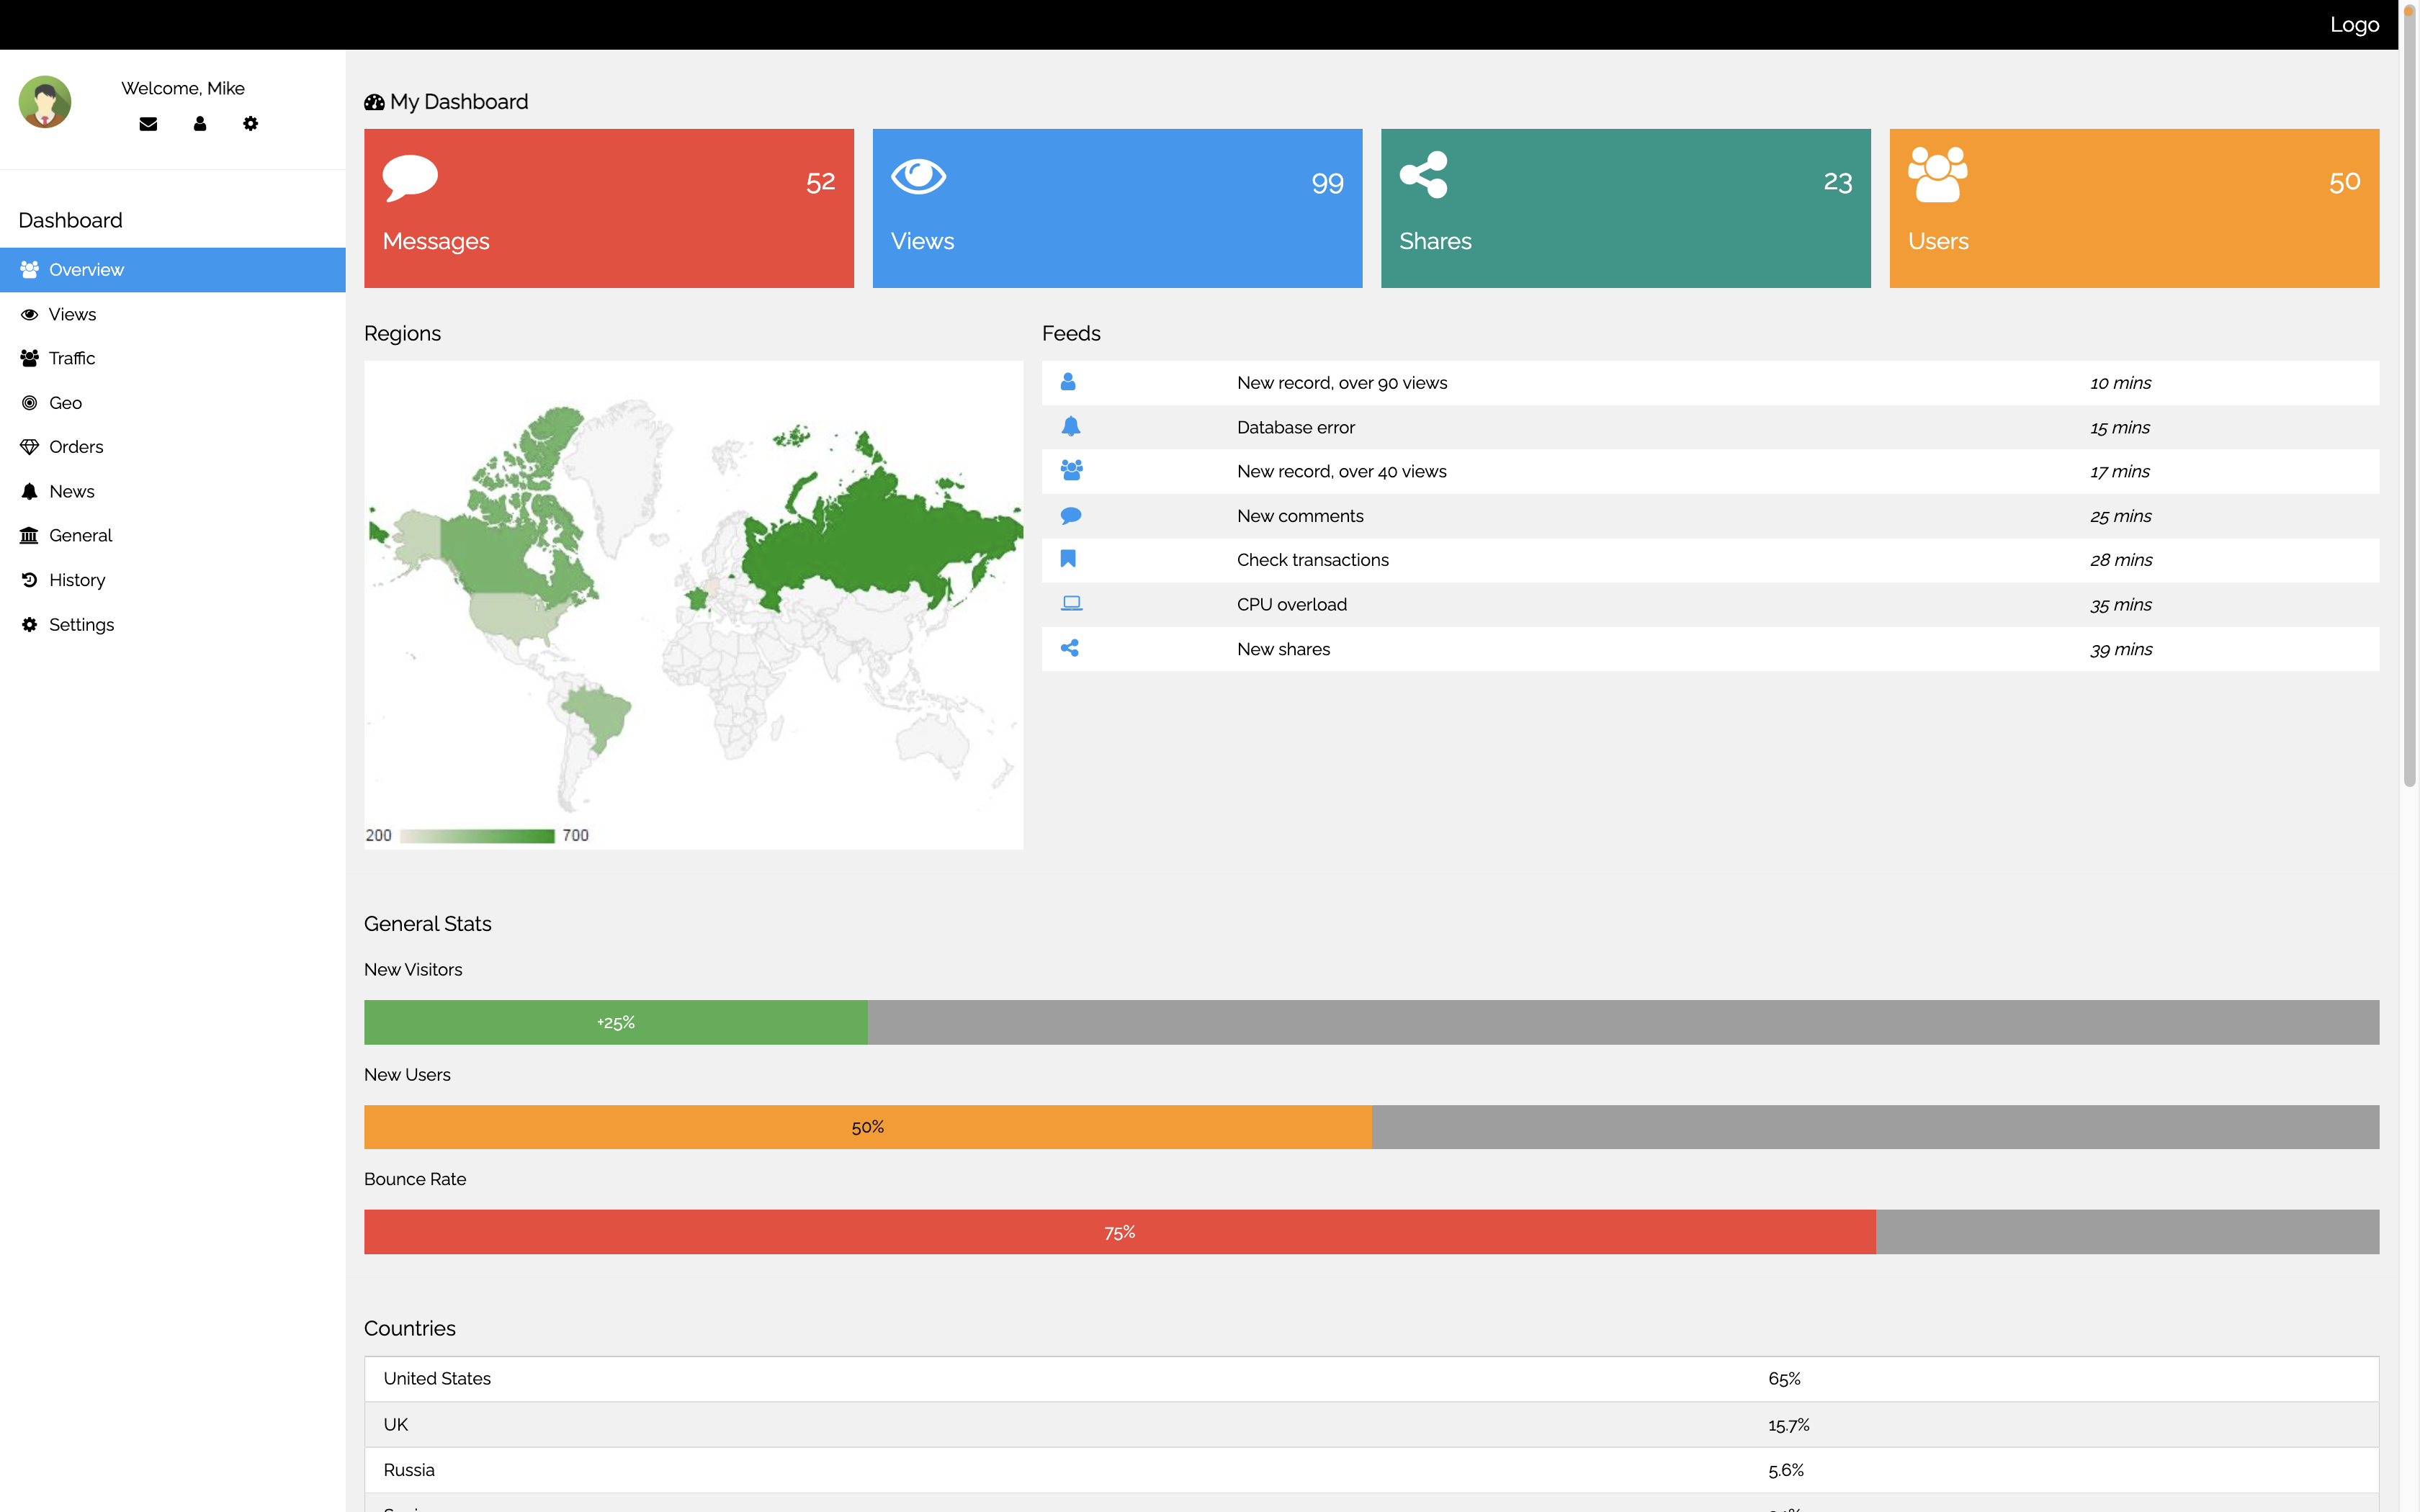 Logo
Welcome, Mike
Dashboard
Overview
Views
Traffic
Geo
Orders
News
General
History
Settings
My Dashboard
52
Messages
99
Views
23
Shares
50
Users
Regions
200 700
Feeds
New record, over 90 views 10 mins
Database error 15 mins
New record, over 40 views 17 mins
New comments 25 mins
Check transactions 28 mins
CPU overload 35 mins
New shares 39 mins
General Stats
New Visitors
+25%
New Users
50%
Bounce Rate
75%
Countries
United States 65%
UK 15.7%
Russia 5.6%